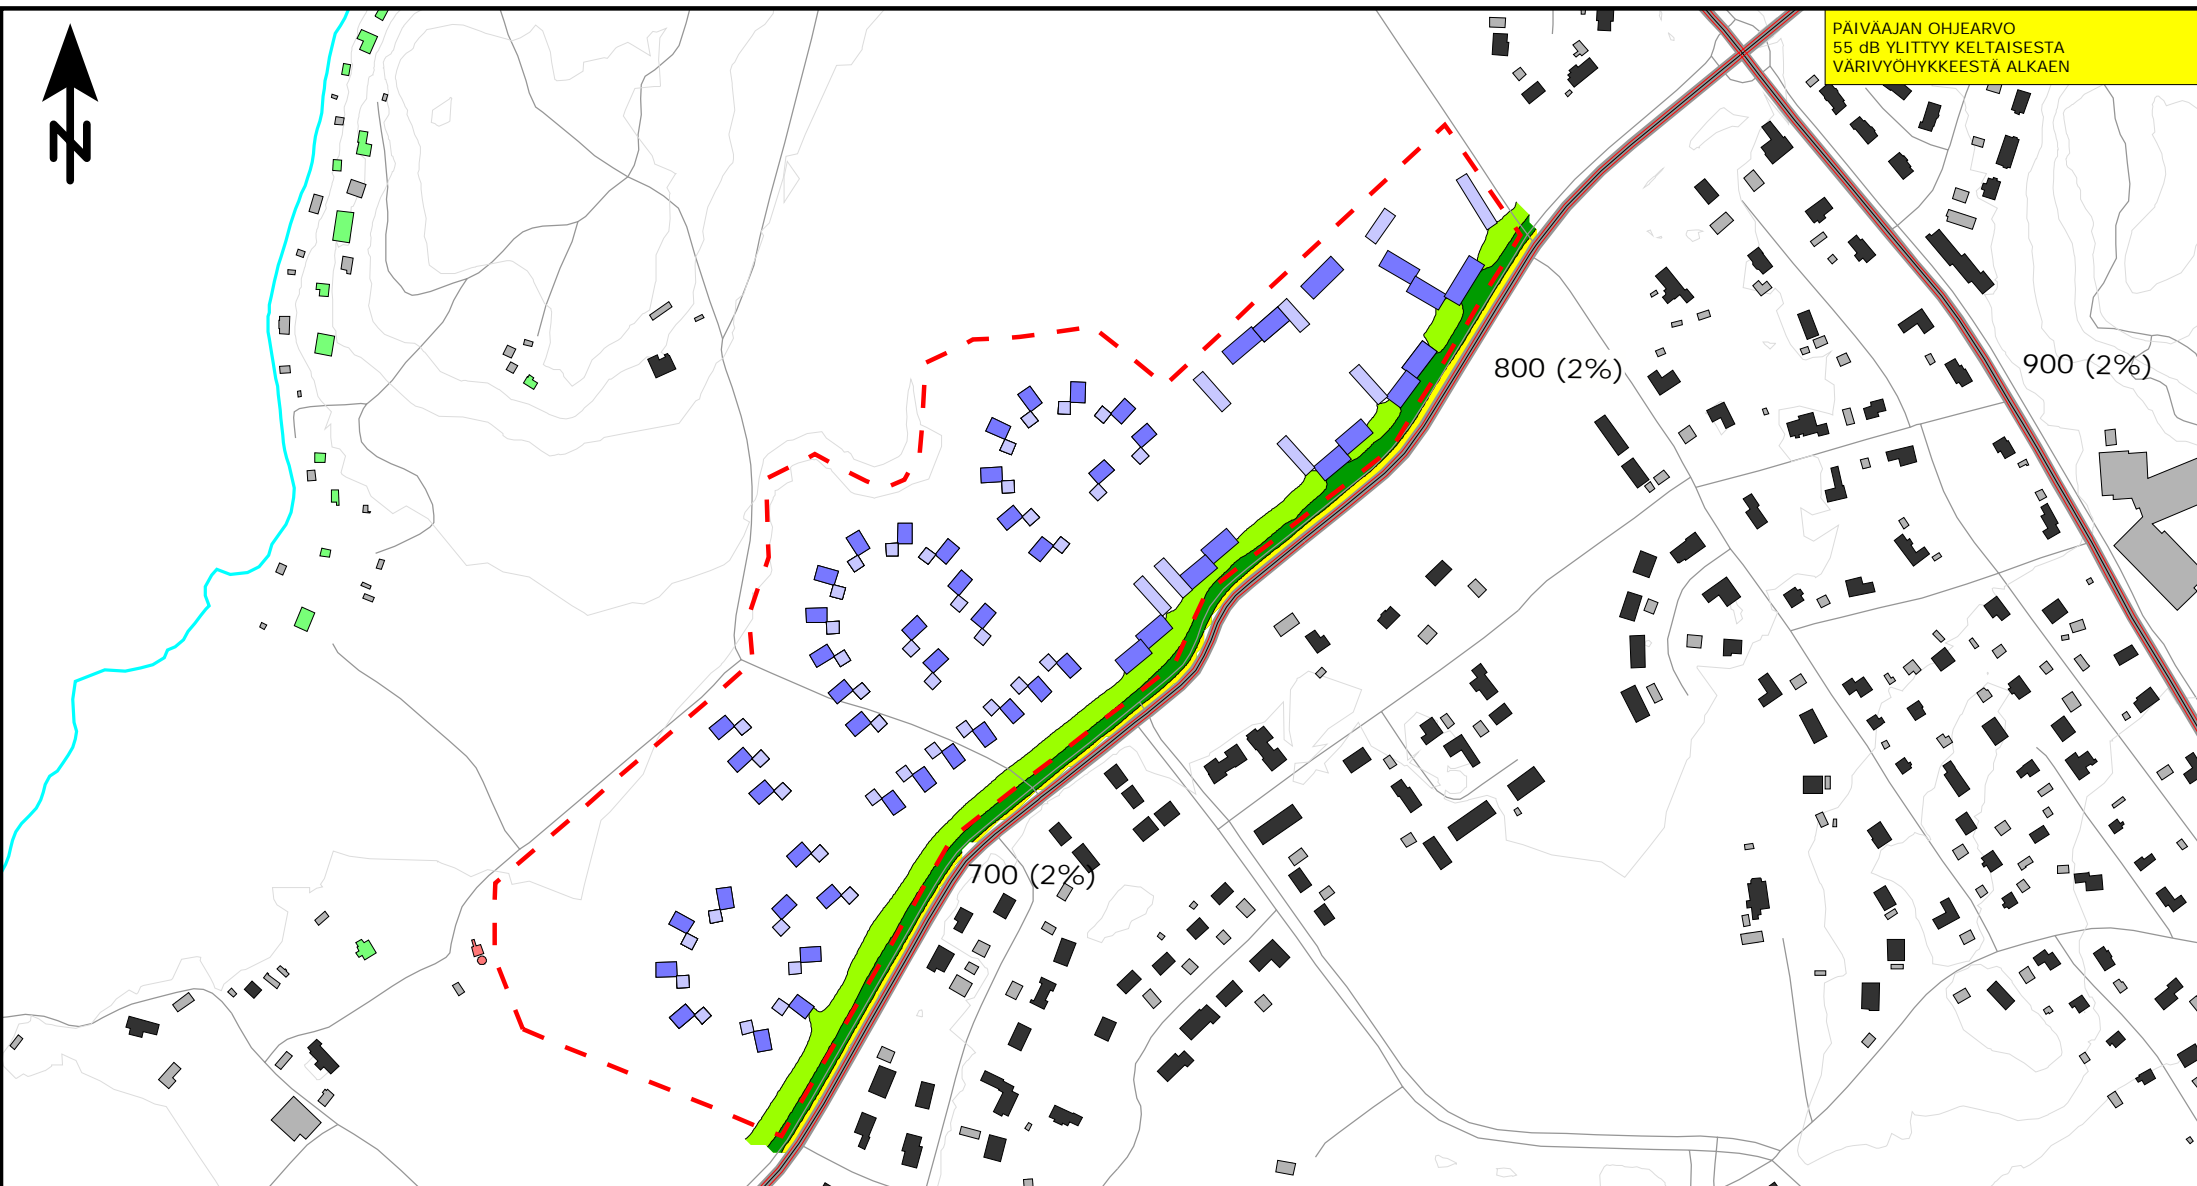 PÄIVÄAJAN OHJEARVO
55 dB YLITTYY KELTAISESTA
VÄRIVYÖHYKKEESTÄ ALKAEN
N
800 (2%)
900 (2%)
700 (2%)